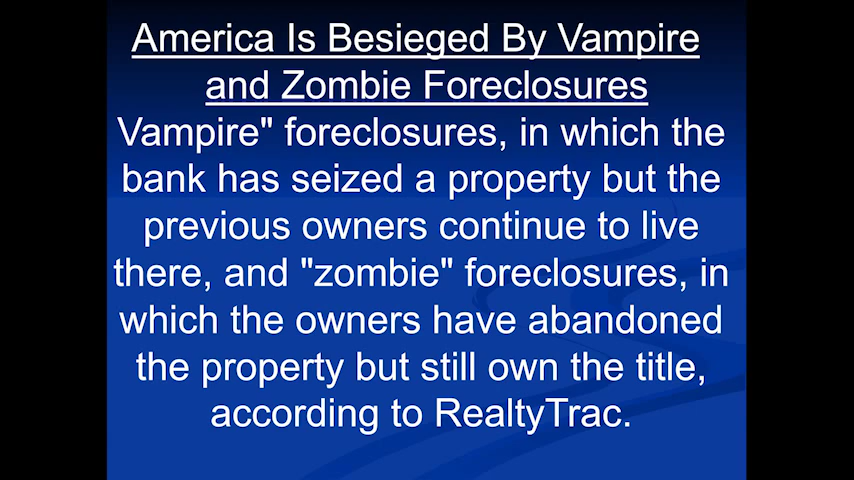 America Is Besieged By Vampire
and Zombie Foreclosures
Vampire" foreclosures, in which the
bank has seized a property but the
previous owners continue to live
there, and "zombie" foreclosures, in
which the owners have abandoned
the property but still own the title,
according to RealtyTrac.